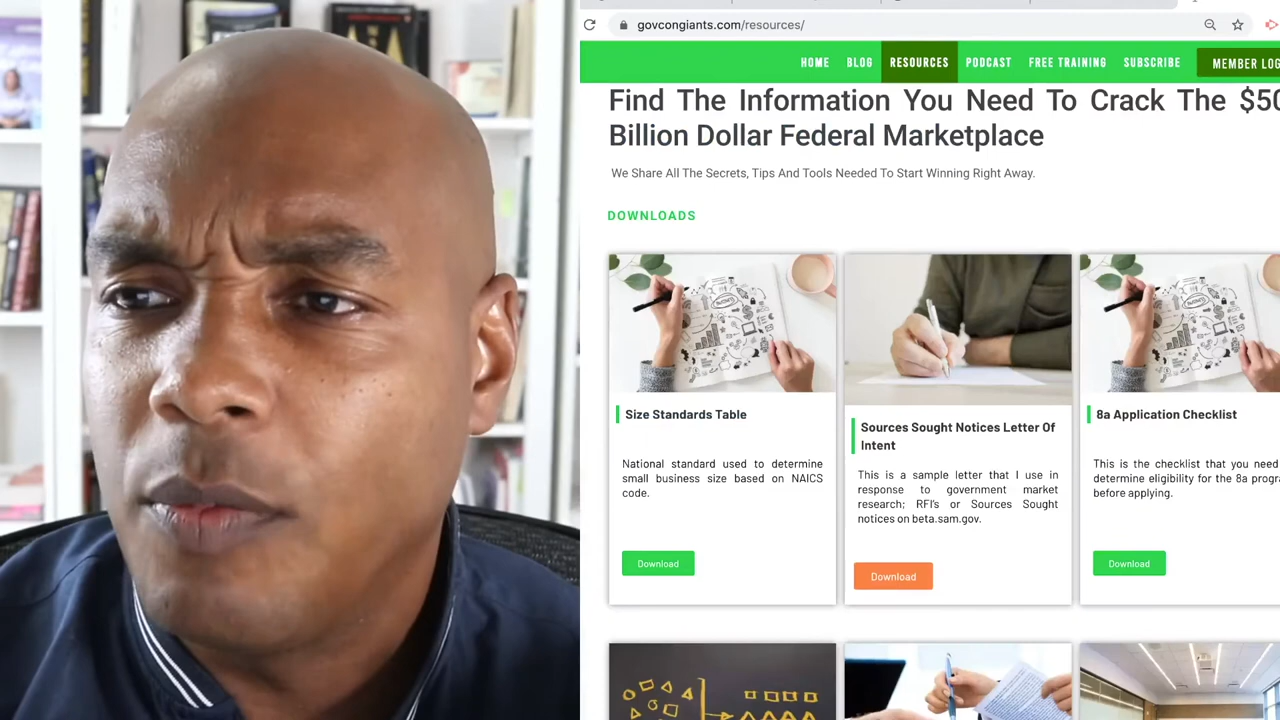 govcongiants.com/resources/
HOME BLOG RESOURCES PODCAST FREE TRAINING SUBSCRIBE MEMBER LOG
Find The Information You Need To Crack The $50
Billion Dollar Federal Marketplace
We Share All The Secrets, Tips And Tools Needed To Start Winning Right Away.
DOWNLOADS
Size Standards Table
National standard used to determine
small business size based on NAICS
code.
Download
Sources Sought Notices Letter Of
Intent
This is a sample letter that I use in
response to government market
research; RFI's or Sources Sought
notices on beta.sam.gov.
Download
8a Application Checklist
This is the checklist that you need
determine eligibility for the 8a progra
before applying.
Download